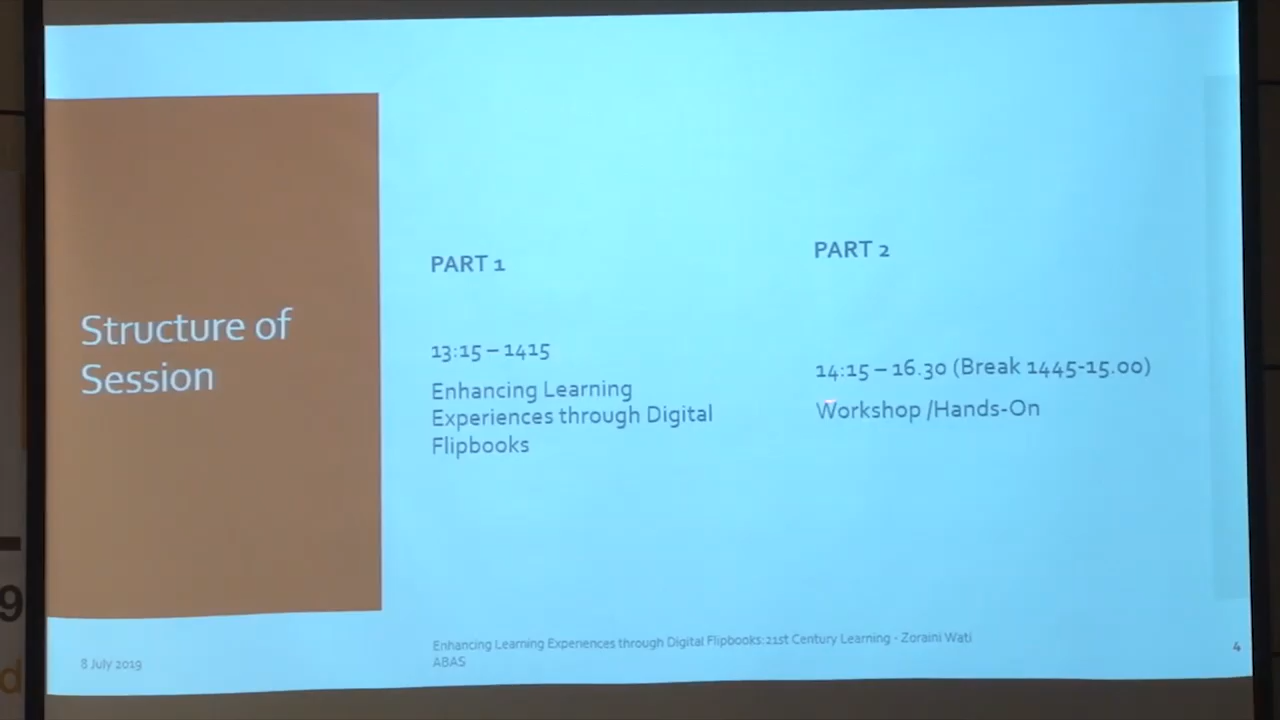 Structure of
Session
PART 1
13:15 – 1415
Enhancing Learning
Experiences through Digital
Flipbooks
PART 2
14:15 – 16.30 (Break 1445-15.00)
Workshop /Hands-On
8 July 2019
Enhancing Learning Experiences through Digital Flipbooks:21st Century Learning - Zoraini Wati
ABAS
4
9
d